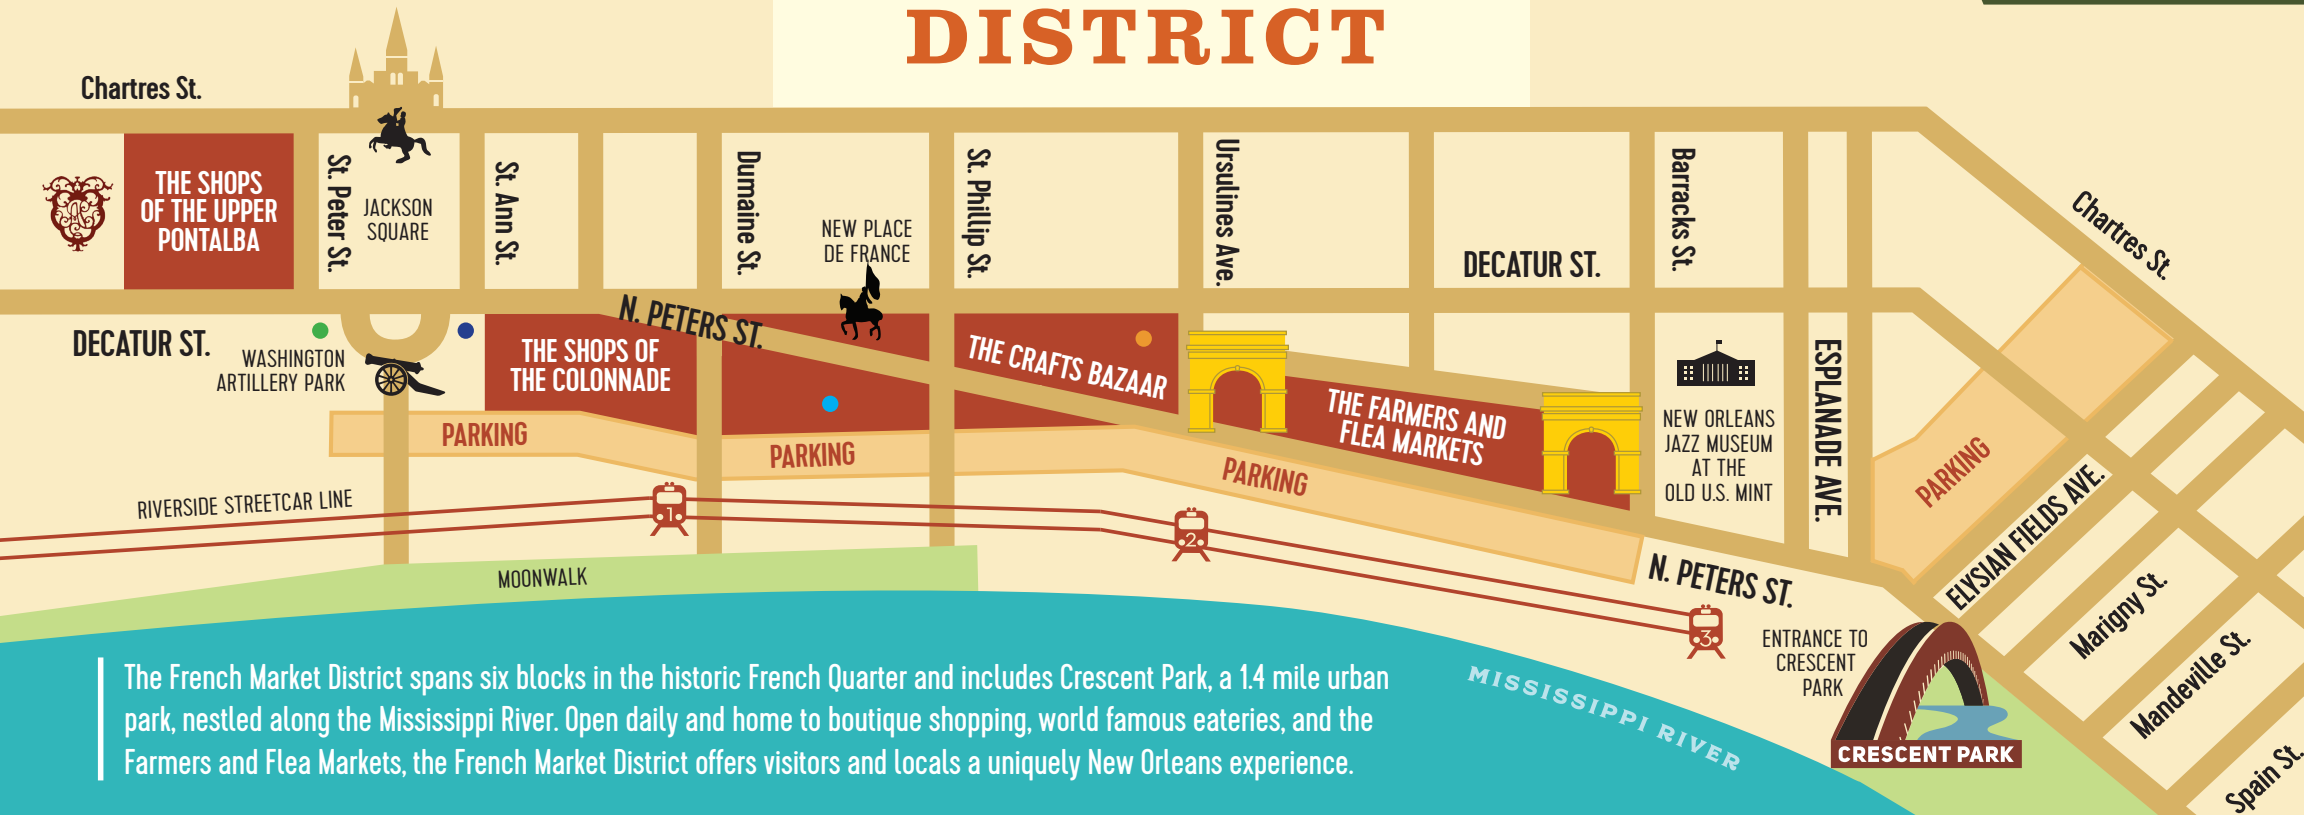 DISTRICT
Chartres St.
THE SHOPS
OF THE UPPER
PONTALBA
St. Peter St.
JACKSON
SQUARE
St. Ann St.
Dumaine St.
NEW PLACE
DE FRANCE
St. Phillip St.
Ursulines Ave.
DECATUR ST.
Barracks St.
Chartres St.
DECATUR ST.
WASHINGTON
ARTILLERY PARK
N. PETERS ST.
THE SHOPS OF
THE COLONNADE
THE CRAFTS BAZAAR
THE FARMERS AND
FLEA MARKETS
NEW ORLEANS
JAZZ MUSEUM
AT THE
OLD U.S. MINT
ESPLANADE AVE.
PARKING
PARKING
PARKING
PARKING
ELYSIAN FIELDS AVE.
RIVERSIDE STREETCAR LINE
1
2
3
MOONWALK
N. PETERS ST.
ENTRANCE TO
CRESCENT
PARK
CRESCENT PARK
Marigny St.
Mandeville St.
Spain St.
MISSISSIPPI RIVER
The French Market District spans six blocks in the historic French Quarter and includes Crescent Park, a 1.4 mile urban
park, nestled along the Mississippi River. Open daily and home to boutique shopping, world famous eateries, and the
Farmers and Flea Markets, the French Market District offers visitors and locals a uniquely New Orleans experience.